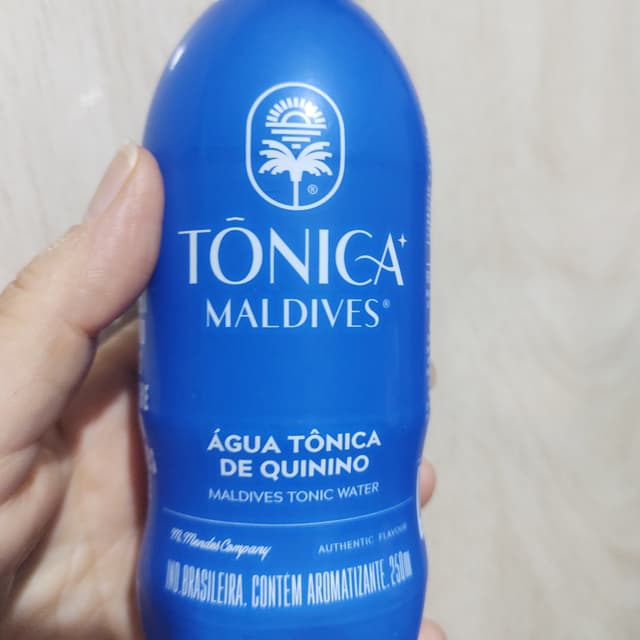 ®
TÔNICA
MALDIVES®
ÁGUA TÔNICA
DE QUININO
MALDIVES TONIC WATER
M. Mendes Company
AUTHENTIC FLAVOUR
IND. BRASILEIRA. CONTÉM AROMATIZANTE. 250ml